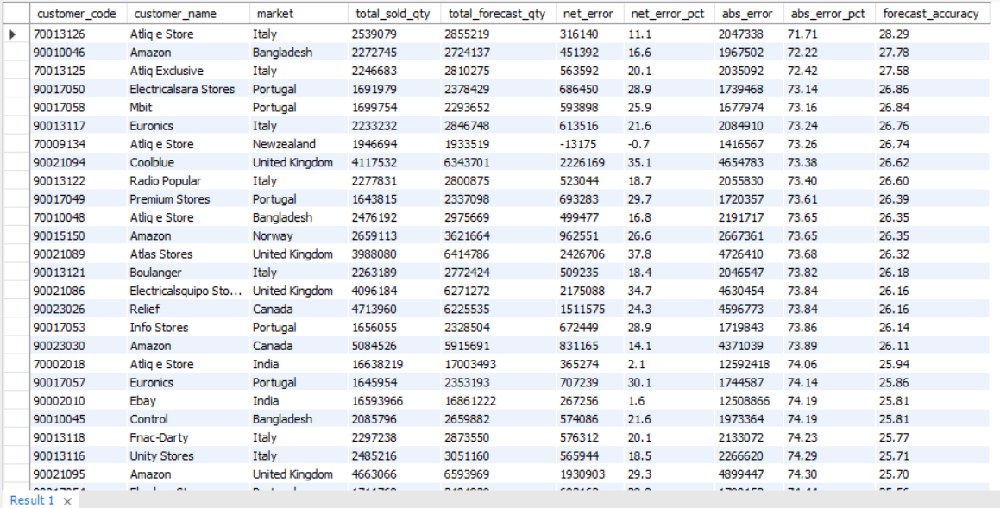 customer_code customer_name market total_sold_qty total_forecast_qty net_error net_error_pct abs_error abs_error_pct forecast_accuracy
70013126 Atliq e Store Italy 2539079 2855219 316140 11.1 2047338 71.71 28.29
90010046 Amazon Bangladesh 2272745 2724137 451392 16.6 1967502 72.22 27.78
70013125 Atliq Exclusive Italy 2246683 2810275 563592 20.1 2035092 72.42 27.58
90017050 Electricalsara Stores Portugal 1691979 2378429 686450 28.9 1739468 73.14 26.86
90017058 Mbit Portugal 1699754 2293652 593898 25.9 1677974 73.16 26.84
90013117 Euronics Italy 2233232 2846748 613516 21.6 2084910 73.24 26.76
70009134 Atliq e Store Newzealand 1946694 1933519 -13175 -0.7 1416567 73.26 26.74
90021094 Coolblue United Kingdom 4117532 6343701 2226169 35.1 4654783 73.38 26.62
90013122 Radio Popular Italy 2277831 2800875 523044 18.7 2055830 73.40 26.60
90017049 Premium Stores Portugal 1643815 2337098 693283 29.7 1720357 73.61 26.39
70010048 Atliq e Store Bangladesh 2476192 2975669 499477 16.8 2191717 73.65 26.35
90015150 Amazon Norway 2659113 3621664 962551 26.6 2667361 73.65 26.35
90021089 Atlas Stores United Kingdom 3988080 6414786 2426706 37.8 4726410 73.68 26.32
90013121 Boulanger Italy 2263189 2772424 509235 18.4 2046547 73.82 26.18
90021086 Electricalsquipo Sto... United Kingdom 4096184 6271272 2175088 34.7 4630454 73.84 26.16
90023026 Relief Canada 4713960 6225535 1511575 24.3 4596773 73.84 26.16
90017053 Info Stores Portugal 1656055 2328504 672449 28.9 1719843 73.86 26.14
90023030 Amazon Canada 5084526 5915691 831165 14.1 4371039 73.89 26.11
70002018 Atliq e Store India 16638219 17003493 365274 2.1 12592418 74.06 25.94
90017057 Euronics Portugal 1645954 2353193 707239 30.1 1744587 74.14 25.86
90002010 Ebay India 16593966 16861222 267256 1.6 12508866 74.19 25.81
90010045 Control Bangladesh 2085796 2659882 574086 21.6 1973364 74.19 25.81
90013118 Fnac-Darty Italy 2297238 2873550 576312 20.1 2133072 74.23 25.77
90013116 Unity Stores Italy 2485216 3051160 565944 18.5 2266620 74.29 25.71
90021095 Amazon United Kingdom 4663066 6593969 1930903 29.3 4899447 74.30 25.70
Result 1